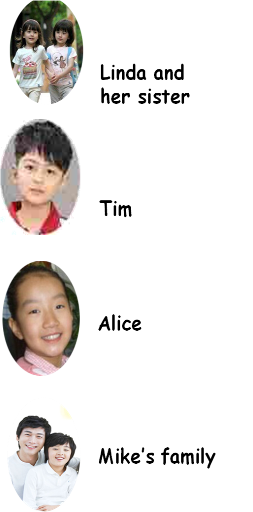 Linda and
her sister
Tim
Alice
Mike's family